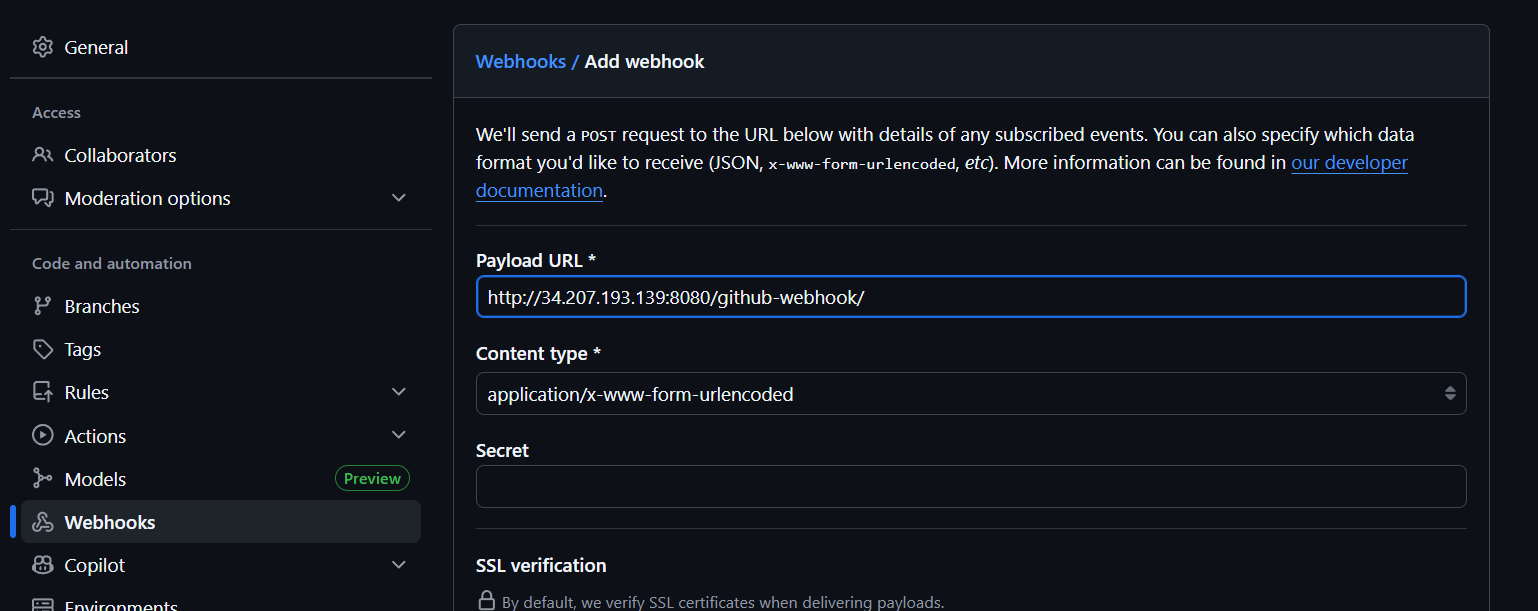 General
Access
Collaborators
Moderation options
Code and automation
Branches
Tags
Rules
Actions
Models Preview
Webhooks
Copilot
Environments
Webhooks / Add webhook
We'll send a POST request to the URL below with details of any subscribed events. You can also specify which data
format you'd like to receive (JSON, x-www-form-urlencoded, etc). More information can be found in our developer
documentation.
Payload URL *
http://34.207.193.139:8080/github-webhook/
Content type *
application/x-www-form-urlencoded
Secret
SSL verification
By default, we verify SSL certificates when delivering payloads.